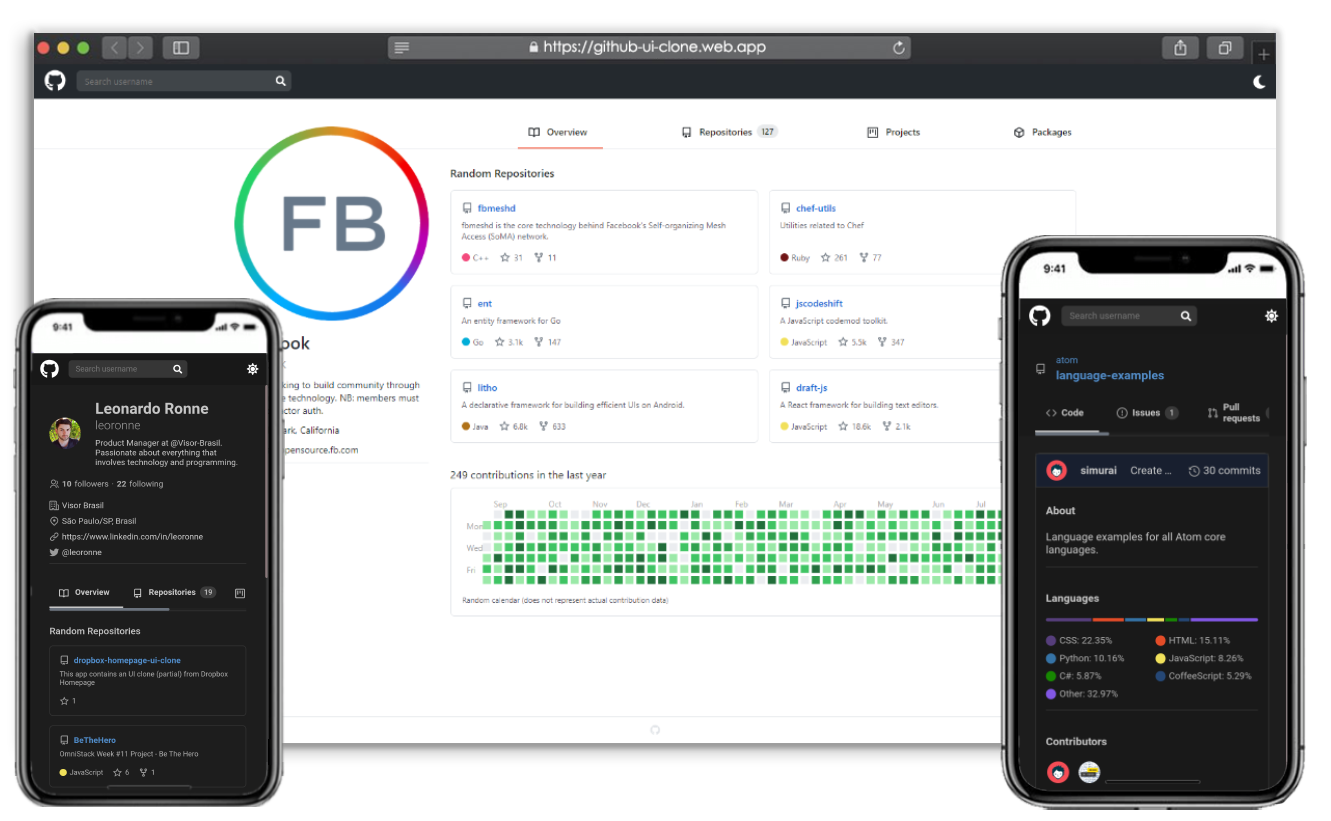 https://github-ui-clone.web.app
Search username
Overview
Repositories 127
Projects
Packages
FB
ook
king to build community through
e technology. NB: members must
ctor auth.
ark, California
pensource.fb.com
Random Repositories
fbmeshd
fbmeshd is the core technology behind Facebook's Self-organizing Mesh
Access (SoMA) network.
C++ 31 11
chef-utils
Utilities related to Chef
Ruby 261 77
ent
An entity framework for Go
Go 3.1k 147
jscodeshift
A JavaScript codemod toolkit.
JavaScript 5.5k 347
litho
A declarative framework for building efficient UIs on Android.
Java 6.8k 633
draft-js
A React framework for building text editors.
JavaScript 18.6k 2.1k
249 contributions in the last year
Sep Oct Nov Dec Jan Feb Mar Apr May Jun Jul
Mon
Wed
Fri
Random calendar (does not represent actual contribution data)
9:41
Search username
Leonardo Ronne
leoronne
Product Manager at @Visor-Brasil.
Passionate about everything that
involves technology and programming.
10 followers · 22 following
Visor Brasil
São Paulo/SP, Brasil
https://www.linkedin.com/in/leoronne
@leoronne
Overview
Repositories 19
Random Repositories
dropbox-homepage-ui-clone
This app contains an UI clone (partial) from Dropbox
Homepage
1
BeTheHero
OmniStack Week #11 Project - Be The Hero
JavaScript 6 1
9:41
Search username
atom
language-examples
Code
Issues 1
Pull
requests
simurai Create ... 30 commits
About
Language examples for all Atom core
languages.
Languages
CSS: 22.35%
HTML: 15.11%
Python: 10.16%
JavaScript: 8.26%
C#: 5.87%
CoffeeScript: 5.29%
Other: 32.97%
Contributors